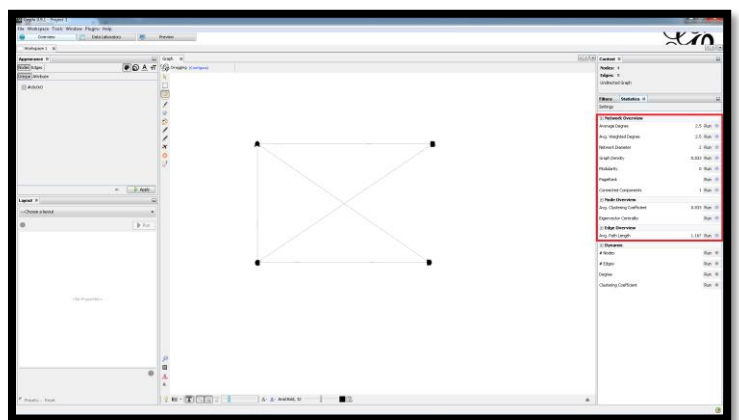 Gephi 0.9.1 - Project 1
File Workspace Tools Window Plugins Help
Overview Data Laboratory Preview
Workspace 1
Appearance
Nodes Edges
Unique Attribute
#c0c0c0
Apply
Layout
---Choose a layout
Run
<No Properties>
Presets... Reset
Graph
Dragging (Configure)
Context
Nodes: 4
Edges: 5
Undirected Graph
Filters Statistics
Settings
Network Overview
Average Degree 2.5 Run
Avg. Weighted Degree 2.5 Run
Network Diameter 2 Run
Graph Density 0.833 Run
Modularity 0 Run
PageRank Run
Connected Components 1 Run
Node Overview
Avg. Clustering Coefficient 0.833 Run
Eigenvector Centrality Run
Edge Overview
Avg. Path Length 1.167 Run
Dynamic
# Nodes Run
# Edges Run
Degree Run
Clustering Coefficient Run